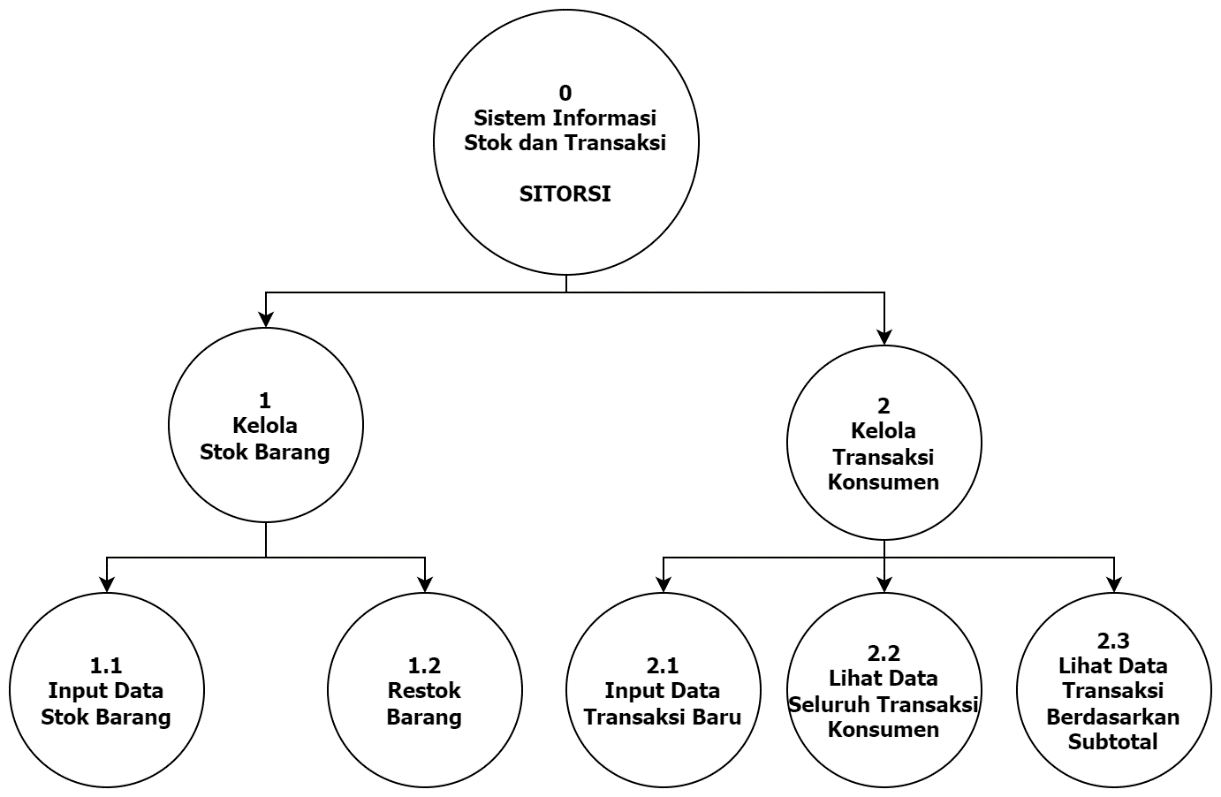 0
Sistem Informasi
Stok dan Transaksi
SITORSI
1
Kelola
Stok Barang
2
Kelola
Transaksi
Konsumen
1.1
Input Data
Stok Barang
1.2
Restok
Barang
2.1
Input Data
Transaksi Baru
2.2
Lihat Data
Seluruh Transaksi
Konsumen
2.3
Lihat Data
Transaksi
Berdasarkan
Subtotal